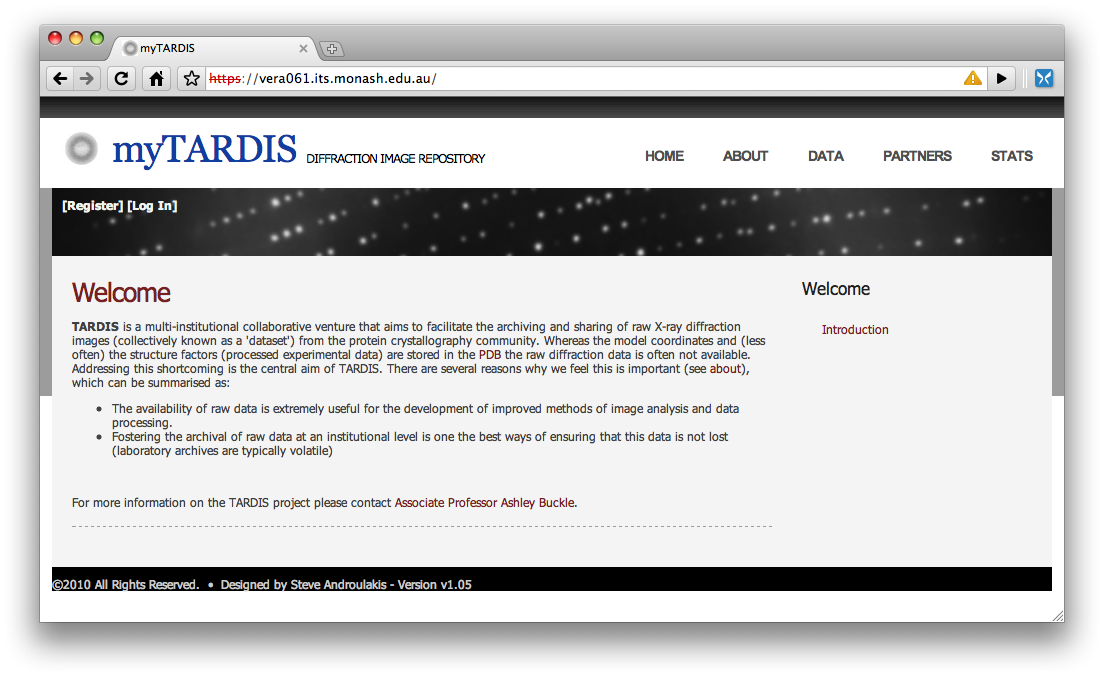 myTARDIS
https://vera061.its.monash.edu.au/
myTARDIS DIFFRACTION IMAGE REPOSITORY
HOME ABOUT DATA PARTNERS STATS
[Register] [Log In]
Welcome
TARDIS is a multi-institutional collaborative venture that aims to facilitate the archiving and sharing of raw X-ray diffraction
images (collectively known as a 'dataset') from the protein crystallography community. Whereas the model coordinates and (less
often) the structure factors (processed experimental data) are stored in the PDB the raw diffraction data is often not available.
Addressing this shortcoming is the central aim of TARDIS. There are several reasons why we feel this is important (see about),
which can be summarised as:
• The availability of raw data is extremely useful for the development of improved methods of image analysis and data
processing.
• Fostering the archival of raw data at an institutional level is one the best ways of ensuring that this data is not lost
(laboratory archives are typically volatile)
For more information on the TARDIS project please contact Associate Professor Ashley Buckle.
Welcome
Introduction
©2010 All Rights Reserved. • Designed by Steve Androulakis - Version v1.05